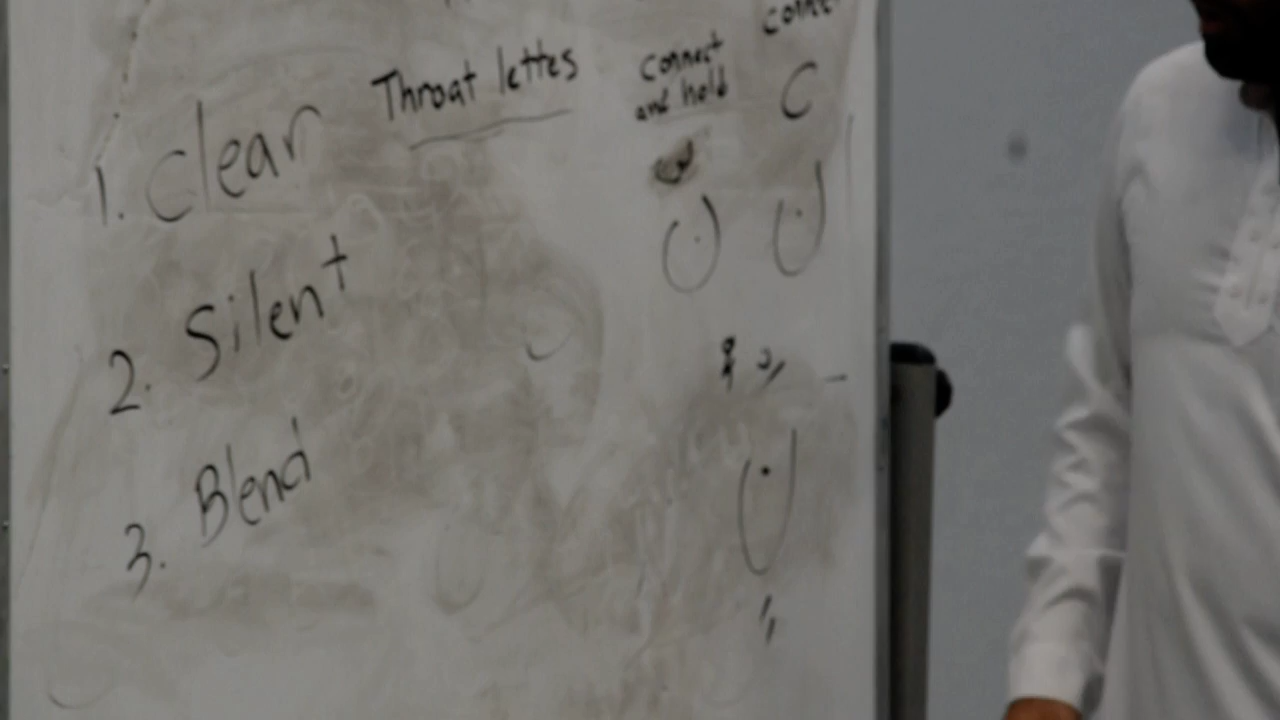 1. Clear Throat lettes
connect
and hold
C
ن ن
2. Silent
ن
3. Blend